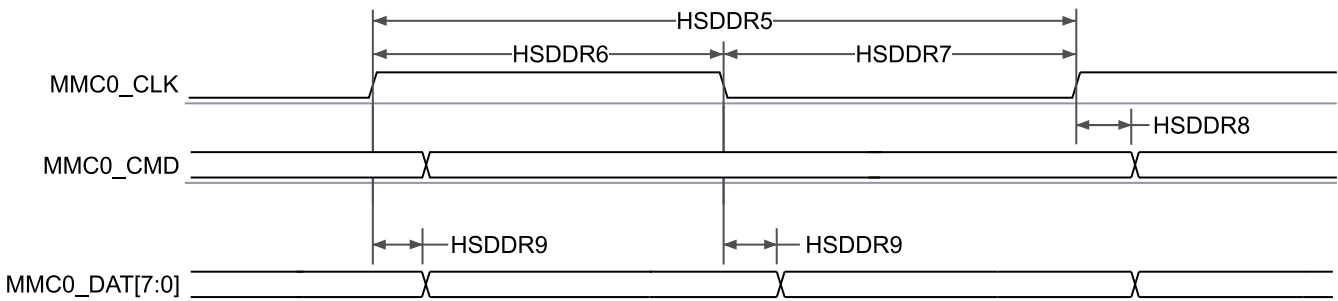 HSDDR5
HSDDR6 HSDDR7
MMC0_CLK
HSDDR8
MMC0_CMD
HSDDR9 HSDDR9
MMC0_DAT[7:0]